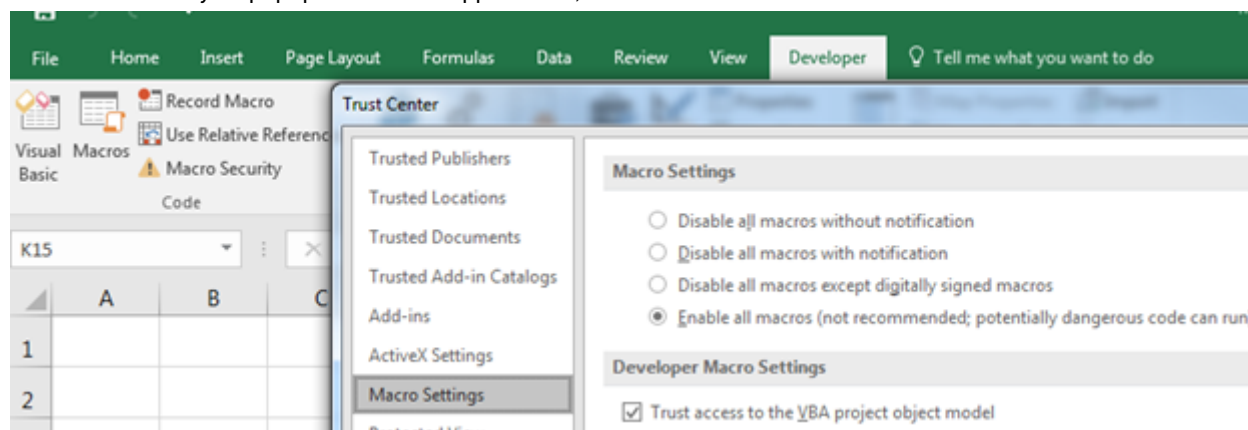 File Home Insert Page Layout Formulas Data Review View Developer Tell me what you want to do
Record Macro
Use Relative Referenc
Visual Basic
Macros
Macro Security
Code
K15
A B C
1
2
Trust Center
Trusted Publishers
Trusted Locations
Trusted Documents
Trusted Add-in Catalogs
Add-ins
ActiveX Settings
Macro Settings
Macro Settings
Disable all macros without notification
Disable all macros with notification
Disable all macros except digitally signed macros
Enable all macros (not recommended; potentially dangerous code can run
Developer Macro Settings
Trust access to the VBA project object model